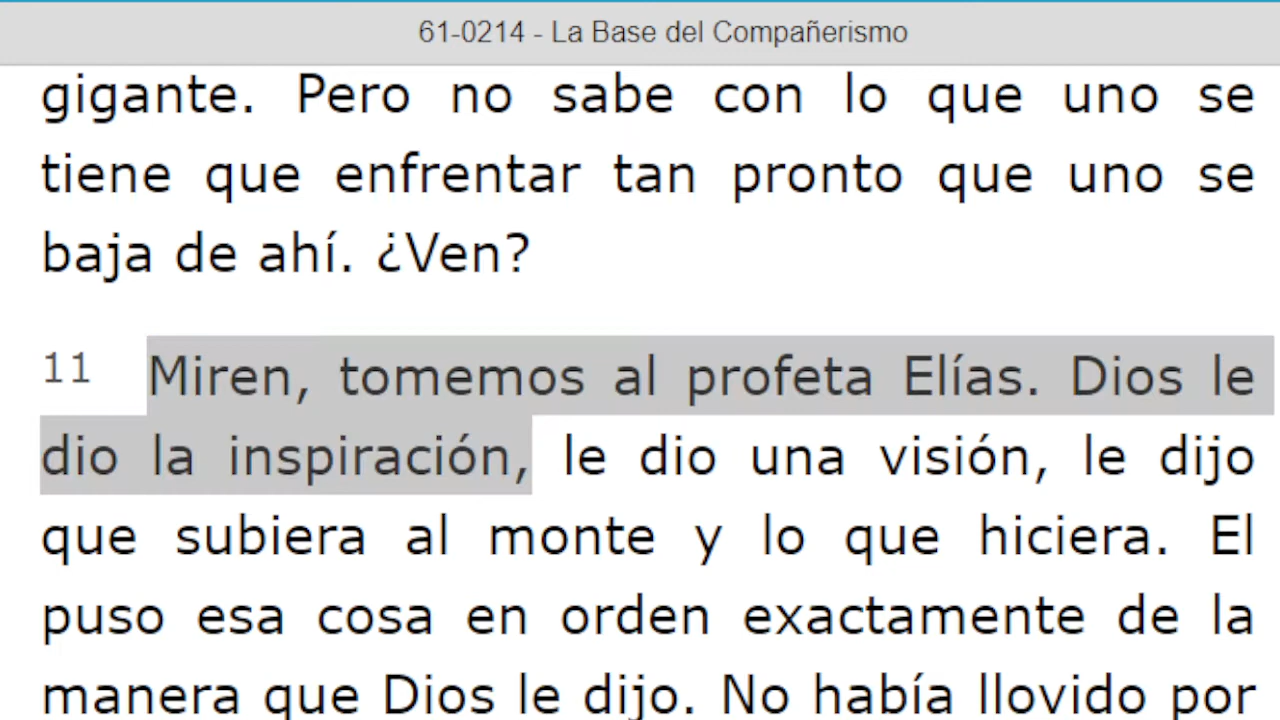 61-0214 - La Base del Compañerismo
gigante. Pero no sabe con lo que uno se
tiene que enfrentar tan pronto que uno se
baja de ahí. ¿Ven?
11 Miren, tomemos al profeta Elías. Dios le
dio la inspiración, le dio una visión, le dijo
que subiera al monte y lo que hiciera. El
puso esa cosa en orden exactamente de la
manera que Dios le dijo. No había llovido por